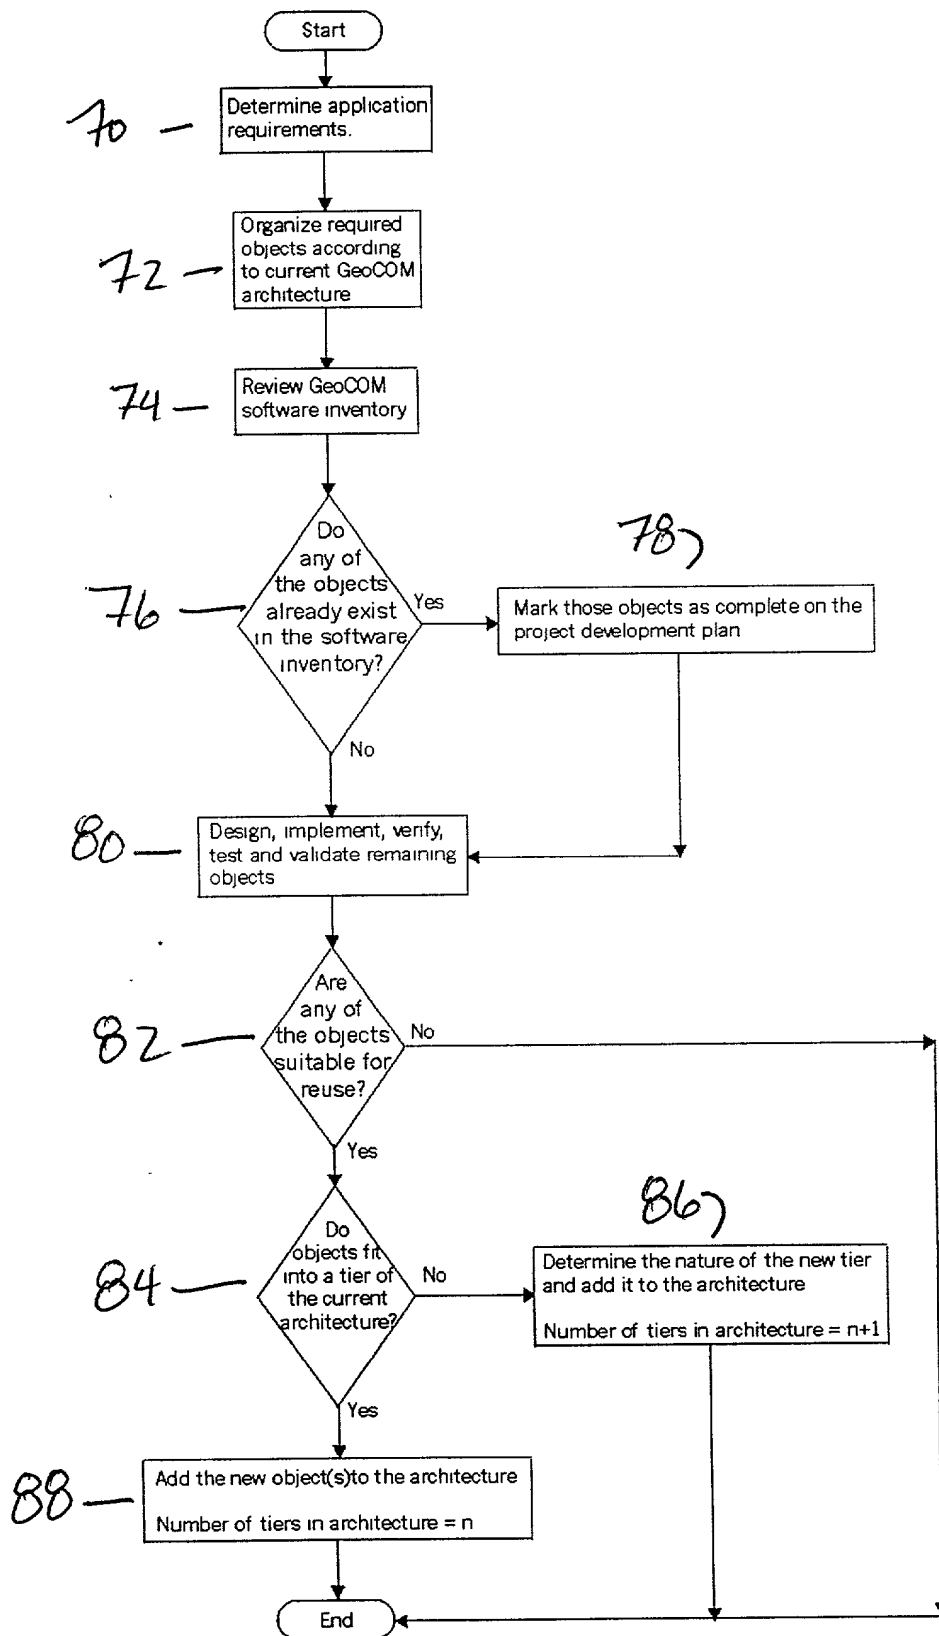 Start
70
Determine application
requirements.
72
Organize required
objects according
to current GeoCOM
architecture
74
Review GeoCOM
software inventory
76
Do
any of
the objects
already exist
in the software
inventory?
Yes
78
Mark those objects as complete on the
project development plan
No
80
Design, implement, verify,
test and validate remaining
objects
82
Are
any of
the objects
suitable for
reuse?
No
Yes
84
Do
objects fit
into a tier of
the current
architecture?
No
86
Determine the nature of the new tier
and add it to the architecture
Number of tiers in architecture = n+1
Yes
88
Add the new object(s)to the architecture
Number of tiers in architecture = n
End